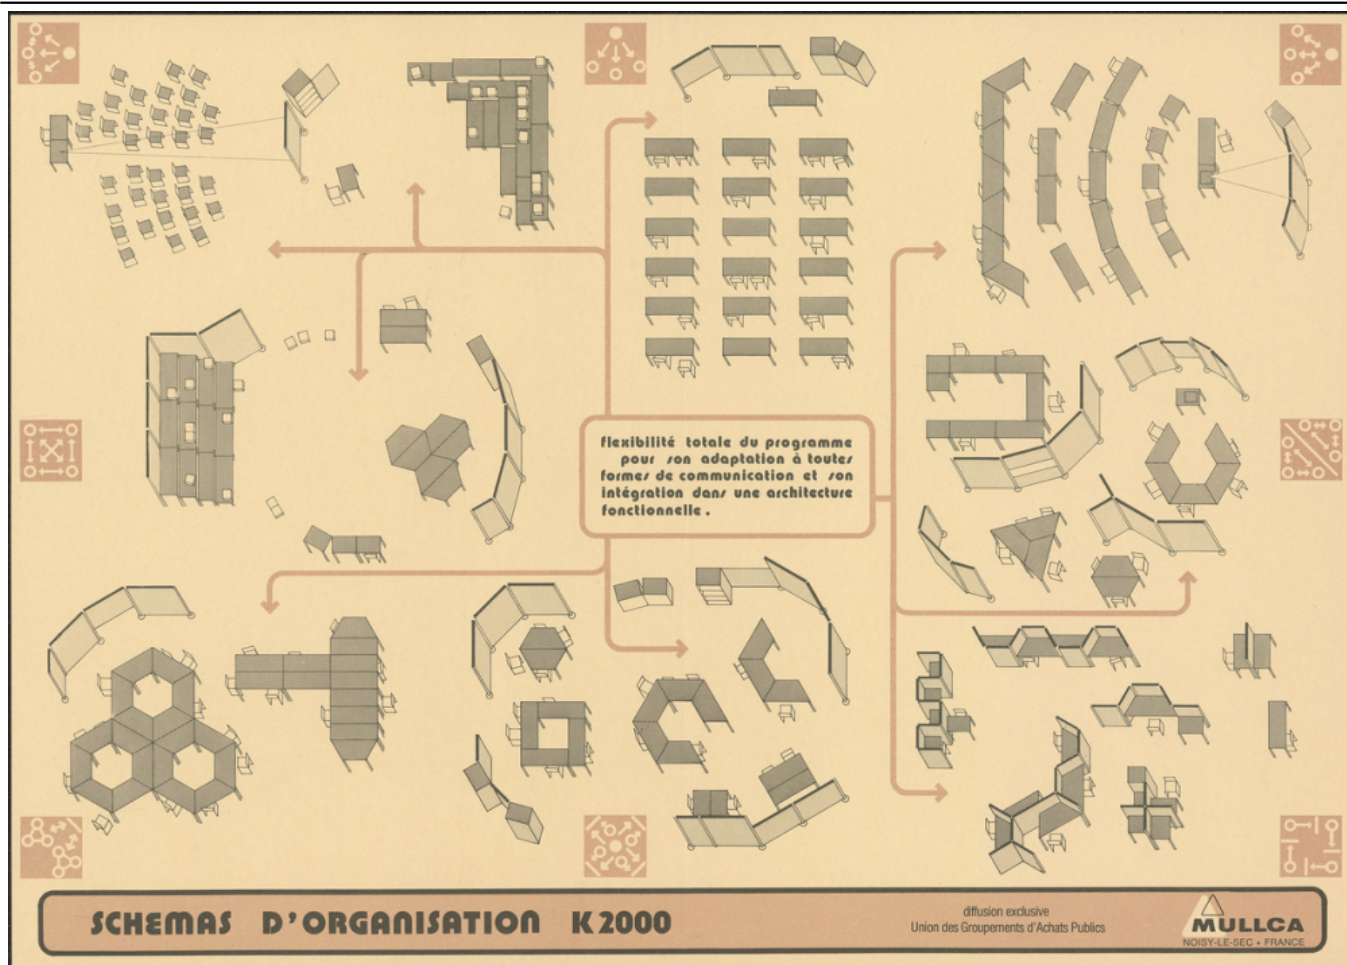 flexibilité totale du programme
pour son adaptation à toutes
formes de communication et son
intégration dans une architecture
fonctionnelle.
SCHEMAS D'ORGANISATION K2000
diffusion exclusive
Union des Groupements d'Achats Publics
MULLCA
NOISY-LE-SEC • FRANCE